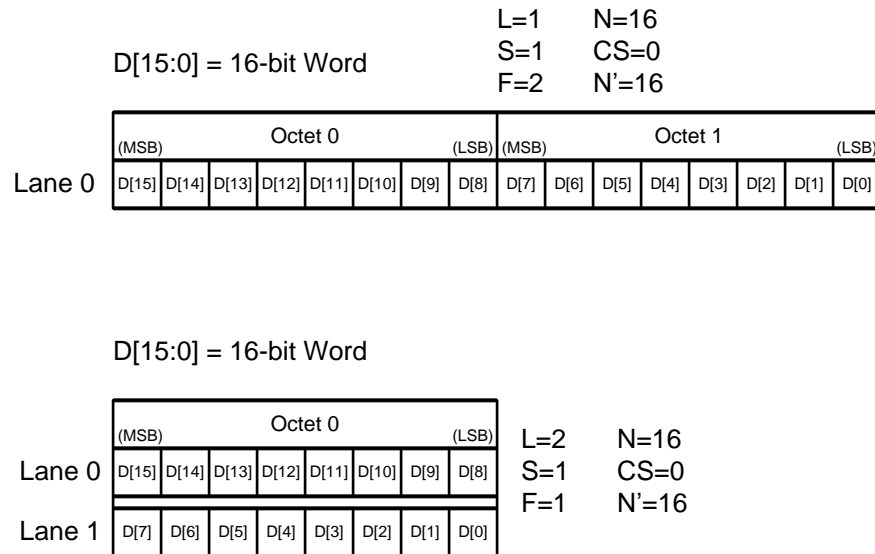 L=1 N=16
D[15:0] = 16-bit Word S=1 CS=0
F=2 N’=16
(MSB) Octet 0 (LSB) (MSB) Octet 1 (LSB)
Lane 0 D[15] D[14] D[13] D[12] D[11] D[10] D[9] D[8] D[7] D[6] D[5] D[4] D[3] D[2] D[1] D[0]
D[15:0] = 16-bit Word
(MSB) Octet 0 (LSB)
L=2 N=16
Lane 0 D[15] D[14] D[13] D[12] D[11] D[10] D[9] D[8] S=1 CS=0
F=1 N’=16
Lane 1 D[7] D[6] D[5] D[4] D[3] D[2] D[1] D[0]